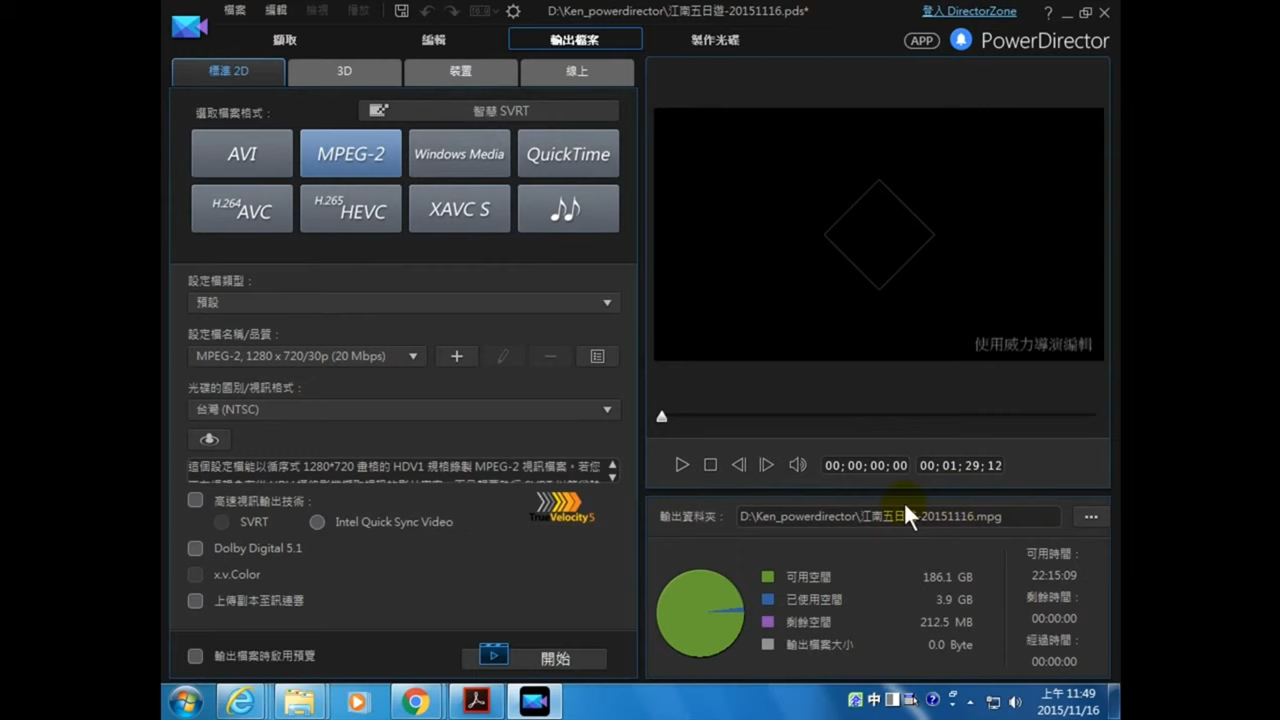 檔案 編輯 檢視 播放
D:\Ken_powerdirector\江南五日遊-20151116.pds*
登入 DirectorZone
擷取 編輯 輸出檔案 製作光碟
APP PowerDirector
標準 2D 3D 裝置 線上
選取檔案格式：
智慧 SVRT
AVI MPEG-2 Windows Media QuickTime
H.264 AVC H.265 HEVC XAVC S
使用威力導演編輯
設定檔類型：
預設
設定檔名稱/品質：
MPEG-2, 1280 x 720/30p (20 Mbps)
光碟的國別/視訊格式：
台灣 (NTSC)
這個設定檔能以循序式 1280*720 畫格的 HDV1 規格錄製 MPEG-2 視訊檔案。若您
高速視訊輸出技術：
SVRT Intel Quick Sync Video
TrueVelocity 5
Dolby Digital 5.1
x.v.Color
上傳副本至訊連雲
輸出檔案時啟用預覽
開始
00; 00; 00; 00 00; 01; 29; 12
輸出資料夾： D:\Ken_powerdirector\江南五日遊-20151116.mpg ...
可用空間 186.1 GB
已使用空間 3.9 GB
剩餘空間 212.5 MB
輸出檔案大小 0.0 Byte
可用時間：
22:15:09
剩餘時間：
00:00:00
經過時間：
00:00:00
中
上午 11:49
2015/11/16